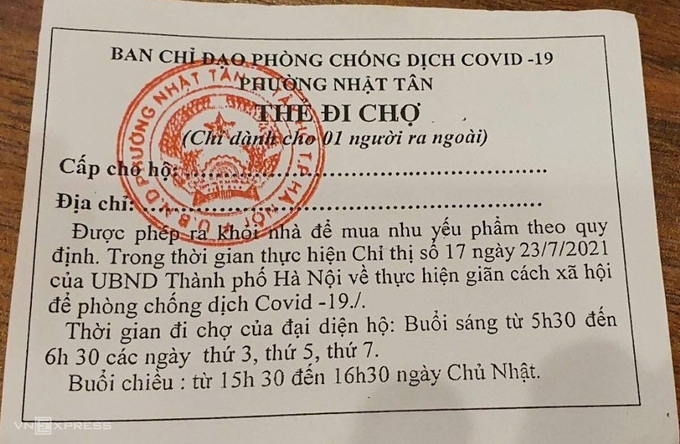 BAN CHỈ ĐẠO PHÒNG CHỐNG DỊCH COVID -19
PHƯỜNG NHẬT TÂN
THẺ ĐI CHỢ
(Chỉ dành cho 01 người ra ngoài)
Cấp cho hộ:..........................................................
Địa chỉ:..............................................................
Được phép ra khỏi nhà để mua nhu yếu phẩm theo quy
định. Trong thời gian thực hiện Chỉ thị số 17 ngày 23/7/2021
của UBND Thành phố Hà Nội về thực hiện giãn cách xã hội
để phòng chống dịch Covid -19./.
Thời gian đi chợ của đại diện hộ: Buổi sáng từ 5h30 đến
6h 30 các ngày thứ 3, thứ 5, thứ 7.
Buổi chiều : từ 15h 30 đến 16h30 ngày Chủ Nhật.
U.B.N.D PHƯỜNG NHẬT TÂN
TP HÀ NỘI
VNEXPRESS